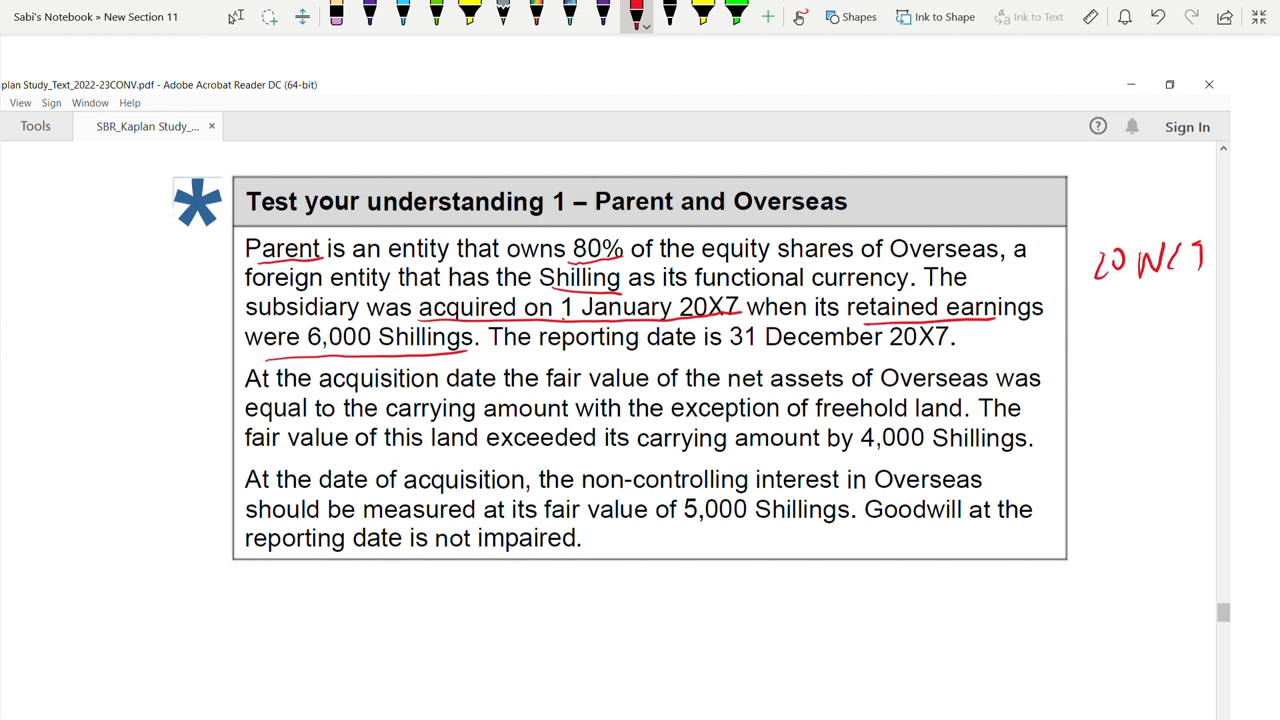 Sabi's Notebook » New Section 11
Shapes
Ink to Shape
Ink to Text
plan Study_Text_2022-23CONV.pdf - Adobe Acrobat Reader DC (64-bit)
View Sign Window Help
Tools
SBR_Kaplan Study_...
Sign In
Test your understanding 1 – Parent and Overseas
Parent is an entity that owns 80% of the equity shares of Overseas, a
foreign entity that has the Shilling as its functional currency. The
subsidiary was acquired on 1 January 20X7 when its retained earnings
were 6,000 Shillings. The reporting date is 31 December 20X7.
At the acquisition date the fair value of the net assets of Overseas was
equal to the carrying amount with the exception of freehold land. The
fair value of this land exceeded its carrying amount by 4,000 Shillings.
At the date of acquisition, the non-controlling interest in Overseas
should be measured at its fair value of 5,000 Shillings. Goodwill at the
reporting date is not impaired.